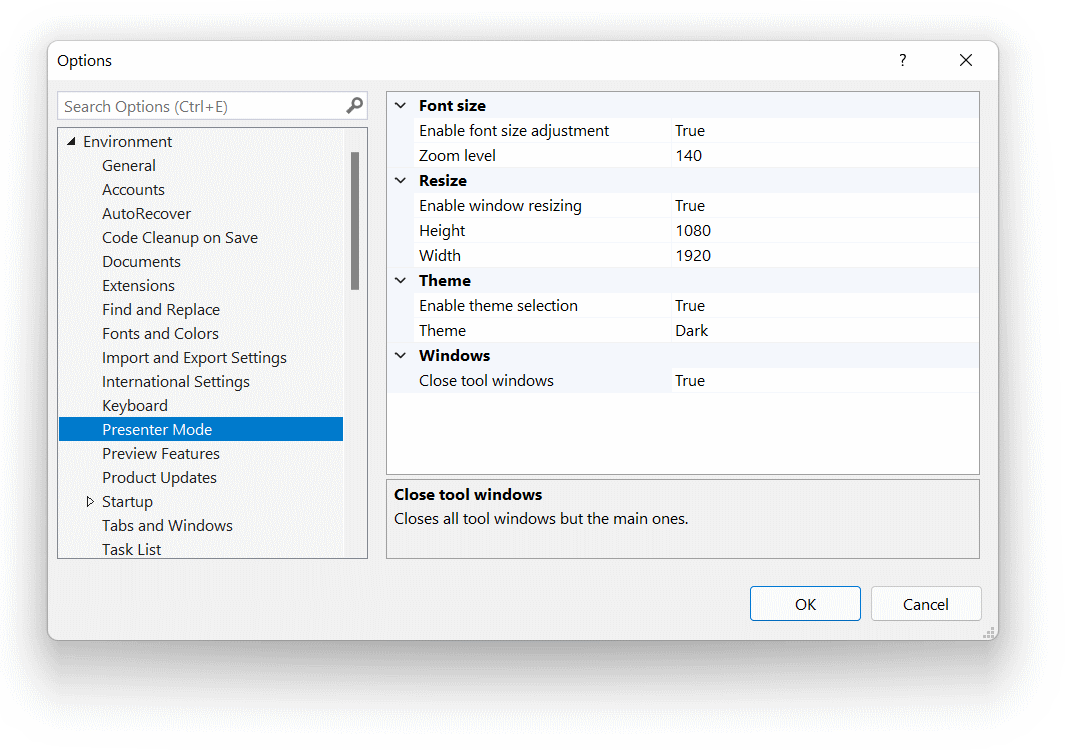 Options
?
Search Options (Ctrl+E)
Environment
General
Accounts
AutoRecover
Code Cleanup on Save
Documents
Extensions
Find and Replace
Fonts and Colors
Import and Export Settings
International Settings
Keyboard
Presenter Mode
Preview Features
Product Updates
Startup
Tabs and Windows
Task List
Font size
Enable font size adjustment True
Zoom level 140
Resize
Enable window resizing True
Height 1080
Width 1920
Theme
Enable theme selection True
Theme Dark
Windows
Close tool windows True
Close tool windows
Closes all tool windows but the main ones.
OK
Cancel